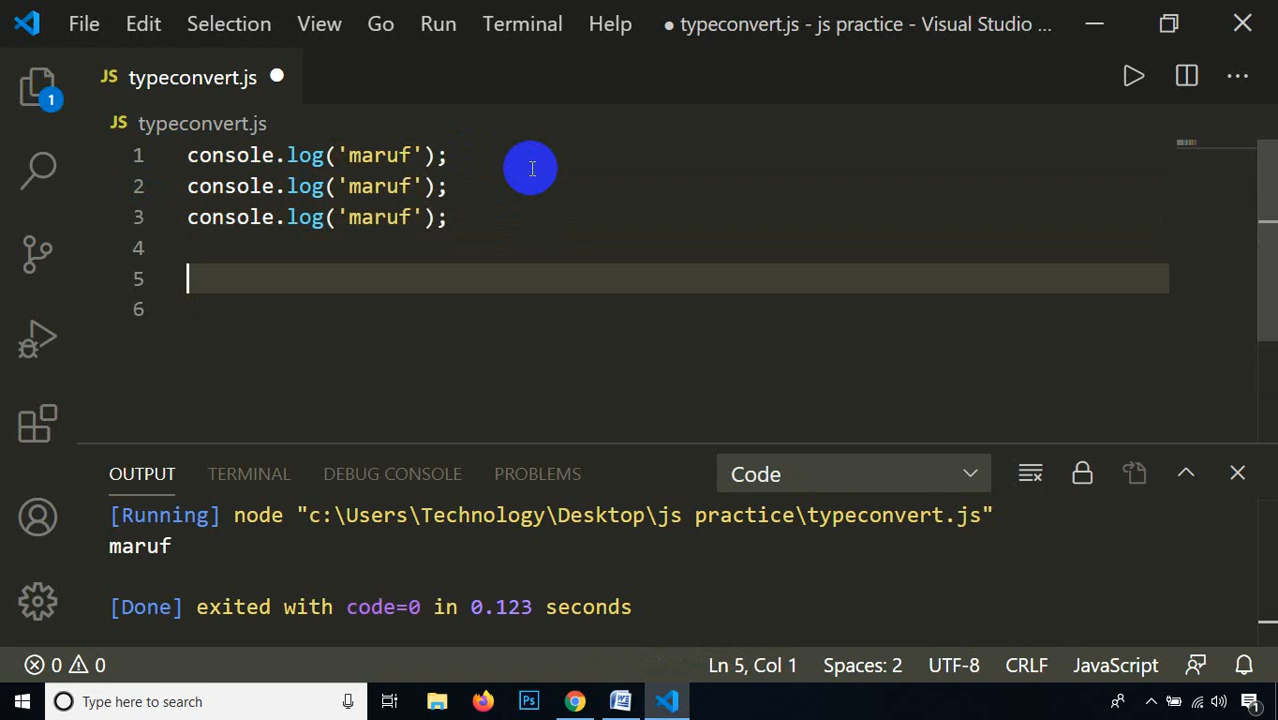 File Edit Selection View Go Run Terminal Help ● typeconvert.js - js practice - Visual Studio ...
JS typeconvert.js
1
JS typeconvert.js
1 console.log('maruf');
2 console.log('maruf');
3 console.log('maruf');
4
5
6
OUTPUT TERMINAL DEBUG CONSOLE PROBLEMS Code
[Running] node "c:\Users\Technology\Desktop\js practice\typeconvert.js"
maruf
[Done] exited with code=0 in 0.123 seconds
0 0 Ln 5, Col 1 Spaces: 2 UTF-8 CRLF JavaScript
Type here to search Ps W 1